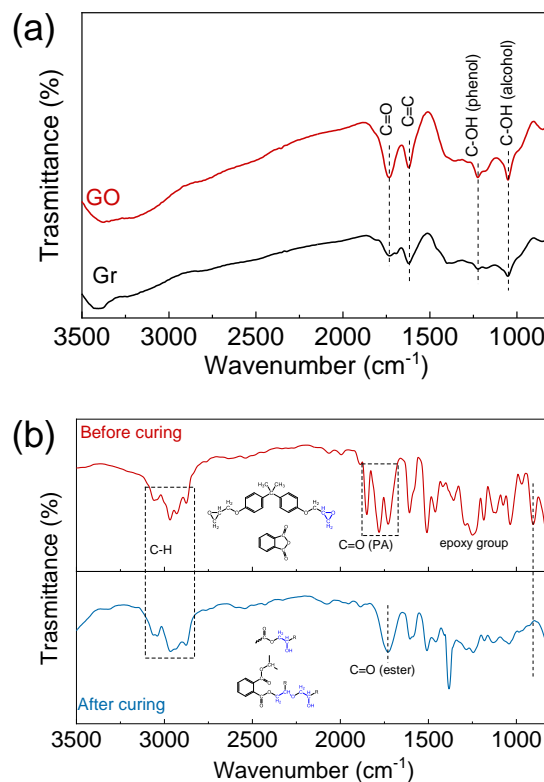 (a)
Trasmittance (%)
C=O
C=C
C-OH (phenol)
C-OH (alcohol)
GO
Gr
3500 3000 2500 2000 1500 1000
Wavenumber (cm-1)
(b)
Trasmittance (%)
Before curing
C-H
C=O (PA)
epoxy group
Trasmittance (%)
C=O (ester)
After curing
3500 3000 2500 2000 1500 1000
Wavenumber (cm-1)